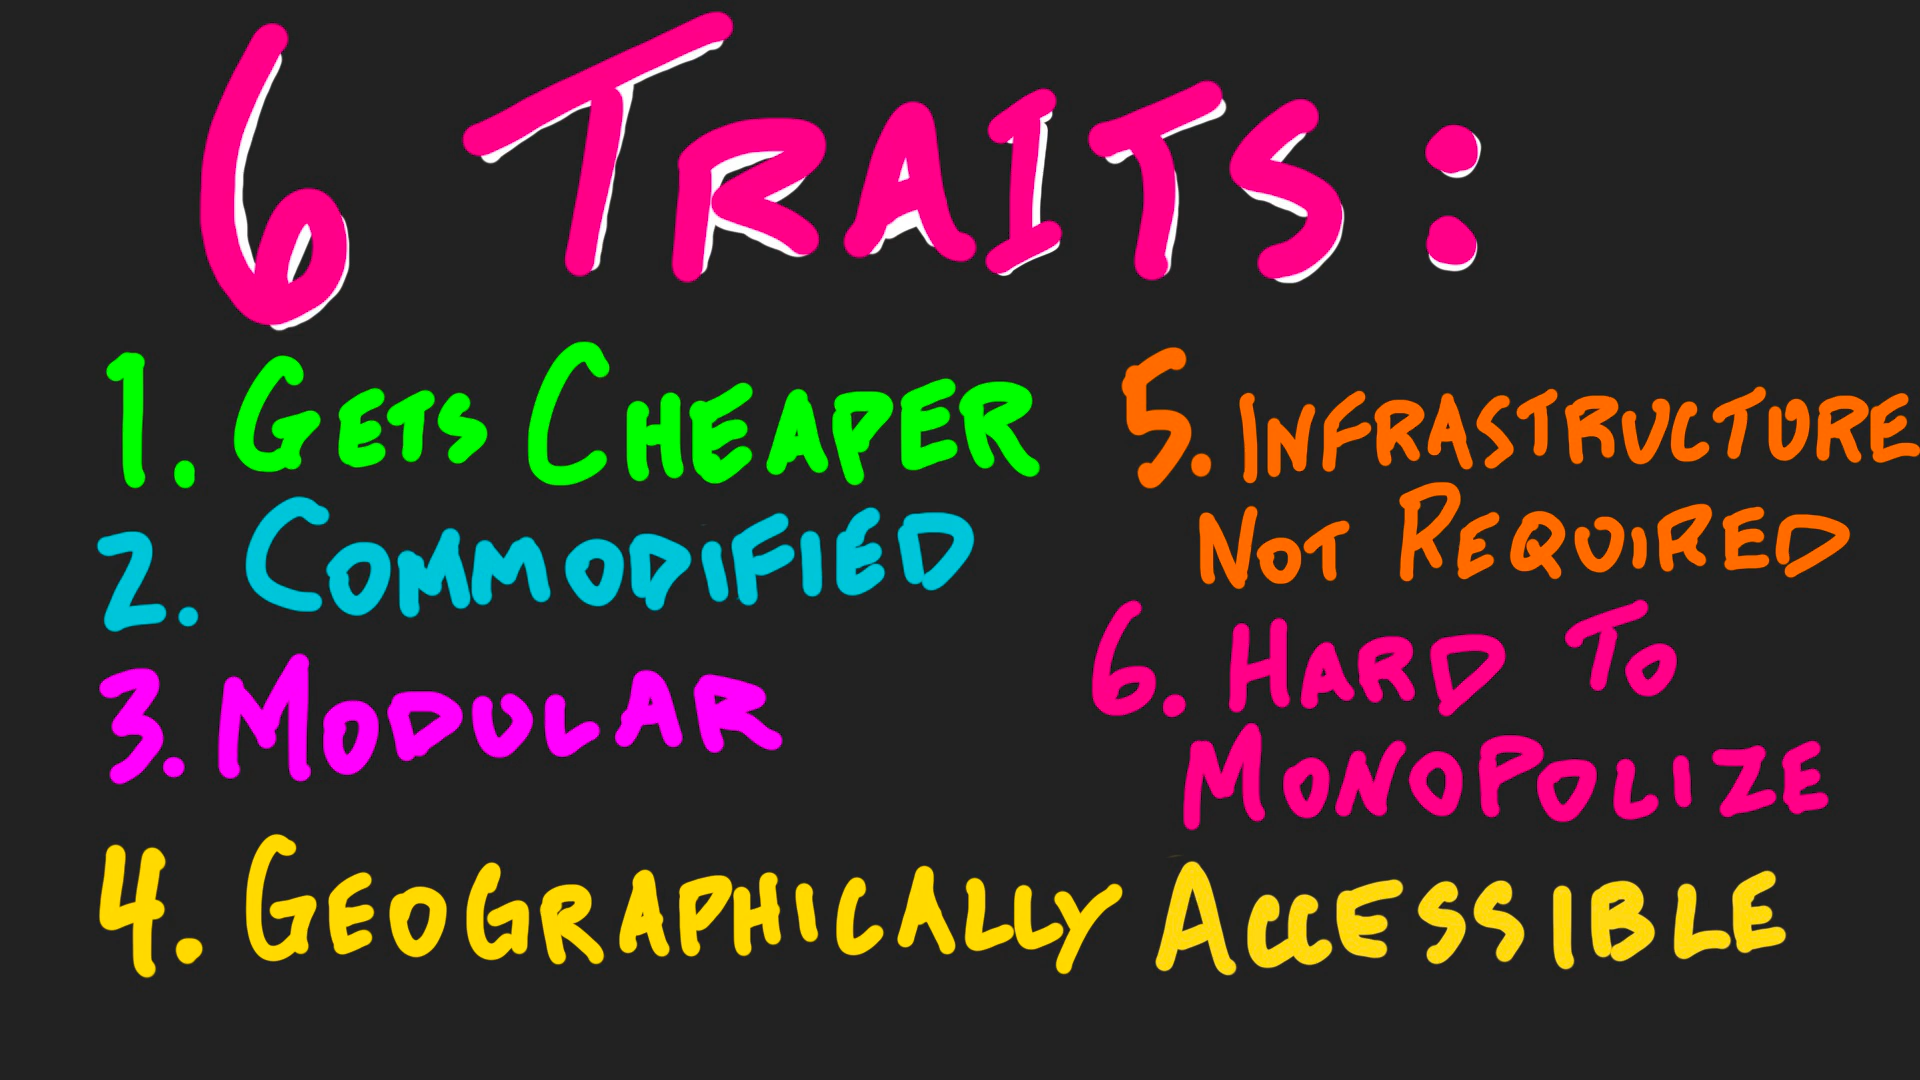 6 TRAITS:
1. GETS CHEAPER
2. COMMODIFIED
3. MODULAR
4. GEOGRAPHICALLY ACCESSIBLE
5. INFRASTRUCTURE
NOT REQUIRED
6. HARD TO
MONOPOLIZE